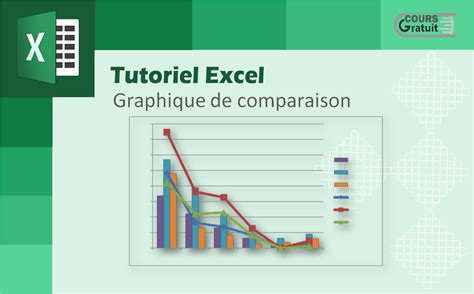 X
COURS
Gratuit
Tutoriel Excel
Graphique de comparaison